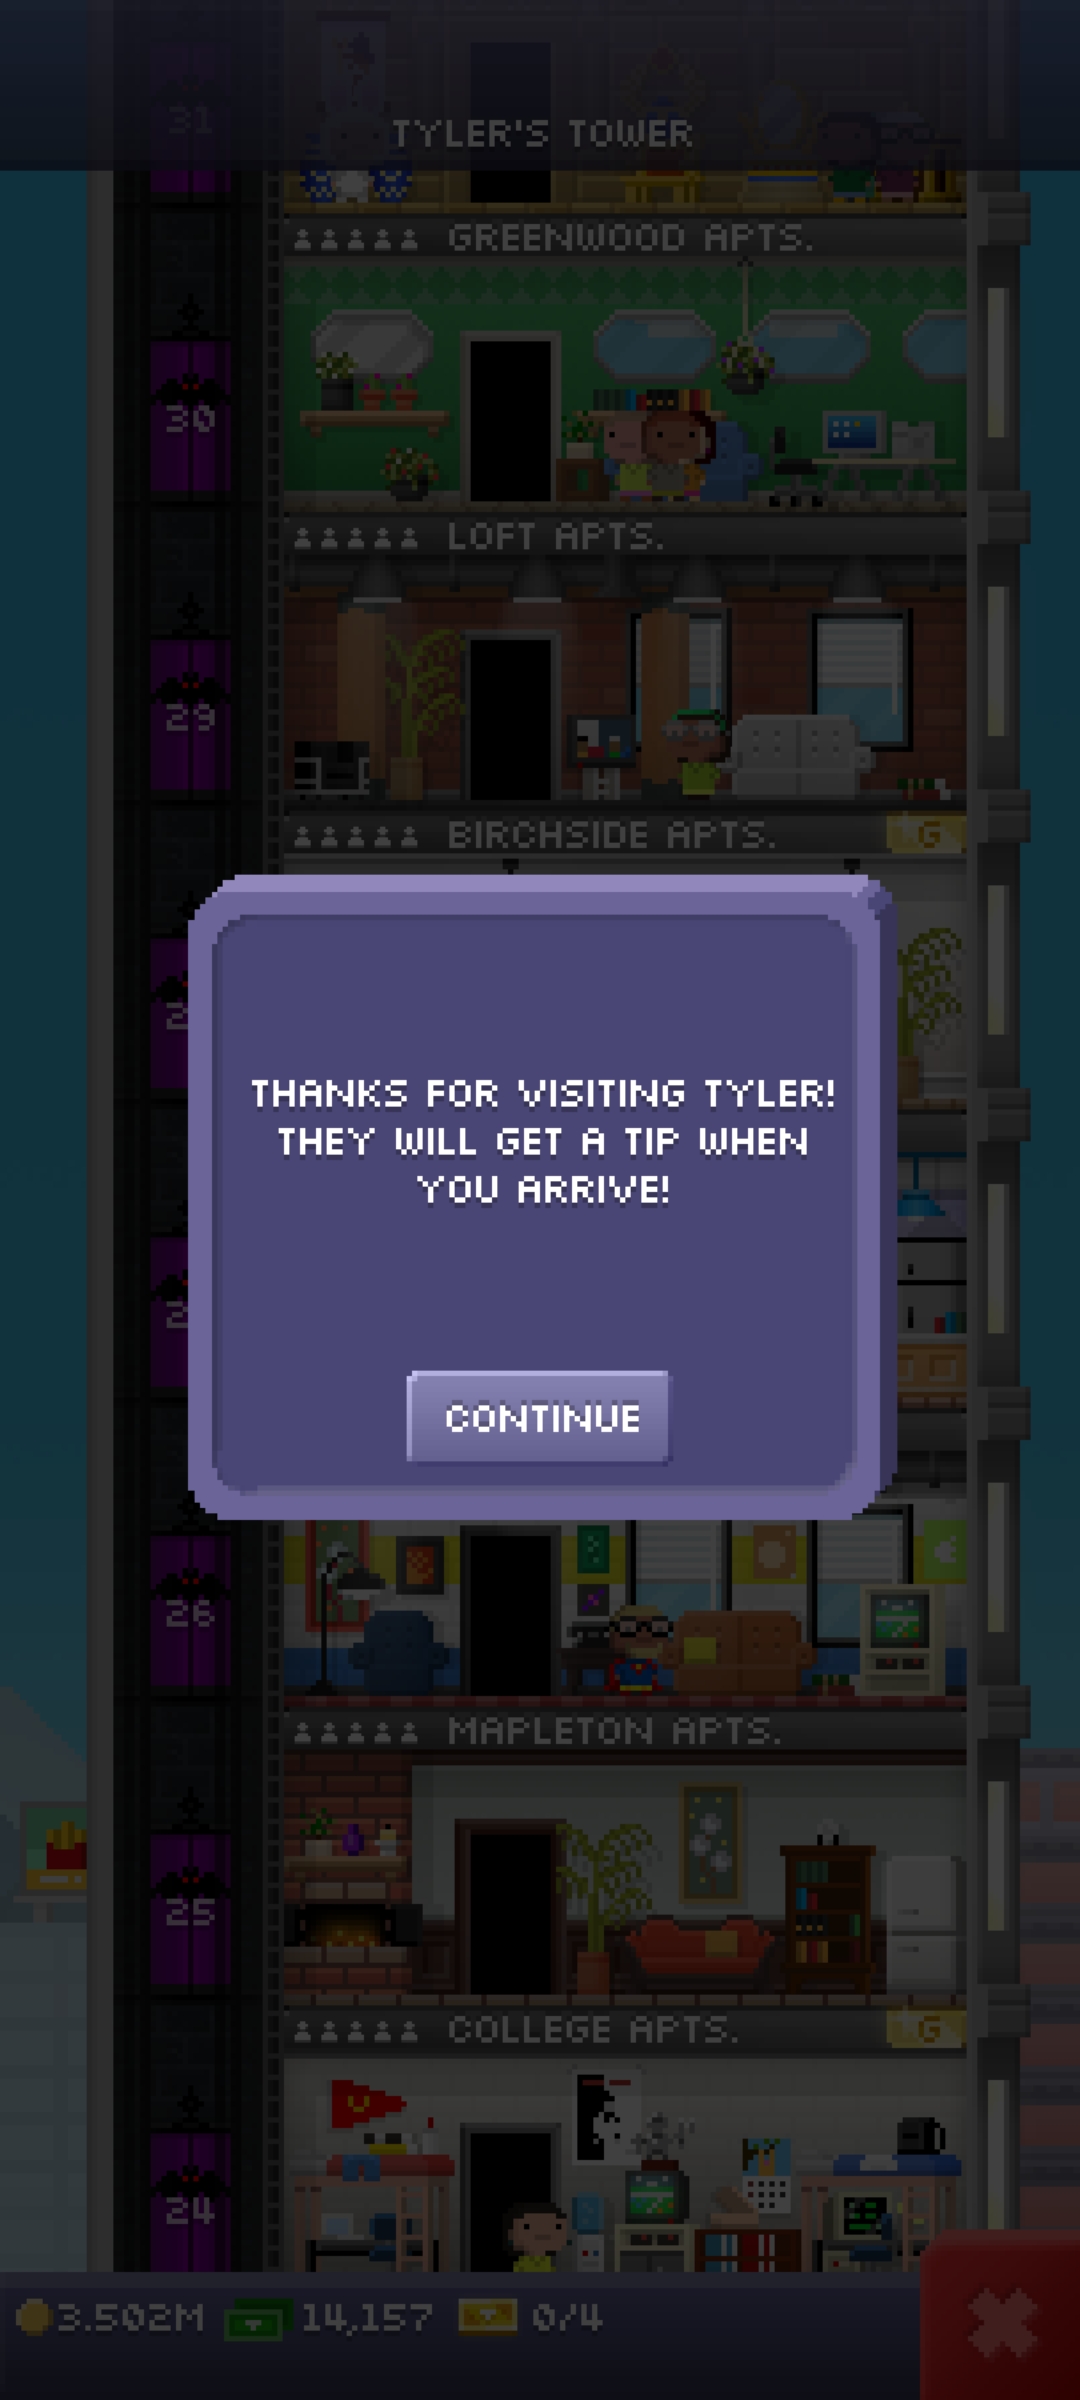 31
TYLER'S TOWER
GREENWOOD APTS.
30
LOFT APTS.
29
BIRCHSIDE APTS. G
THANKS FOR VISITING TYLER!
THEY WILL GET A TIP WHEN
YOU ARRIVE!
CONTINUE
26
MAPLETON APTS.
25
COLLEGE APTS. G
24
3.502M 14,157 0/4